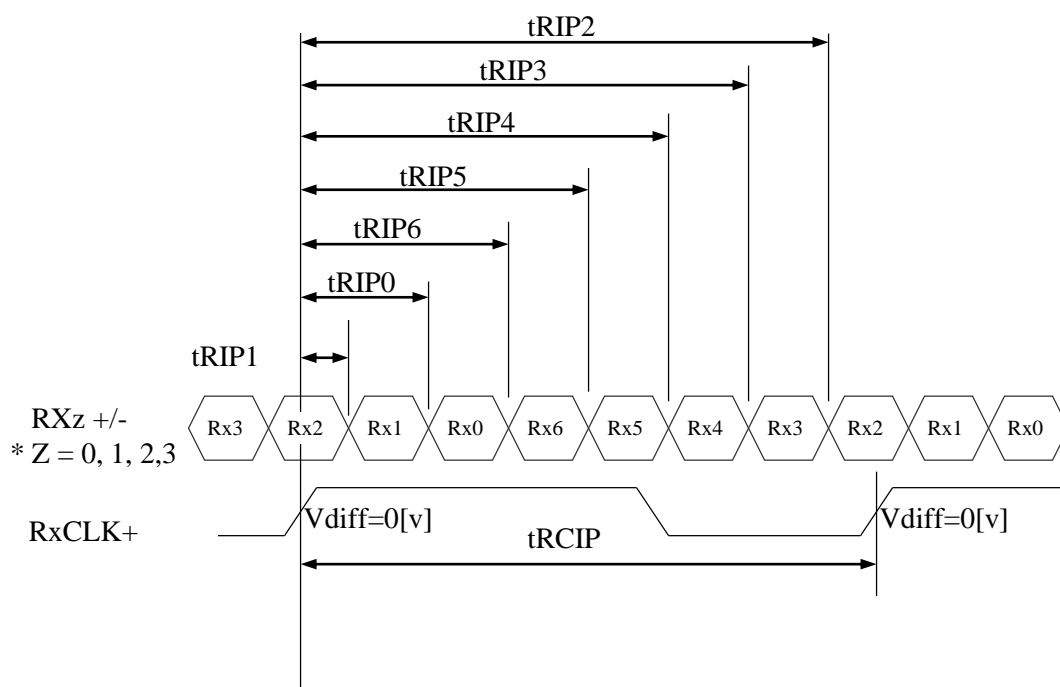 tRIP2
tRIP3
tRIP4
tRIP5
tRIP6
tRIP0
tRIP1
RXz +/-
* Z = 0, 1, 2,3
Rx3 Rx2 Rx1 Rx0 Rx6 Rx5 Rx4 Rx3 Rx2 Rx1 Rx0
RxCLK+
Vdiff=0[v] Vdiff=0[v]
tRCIP